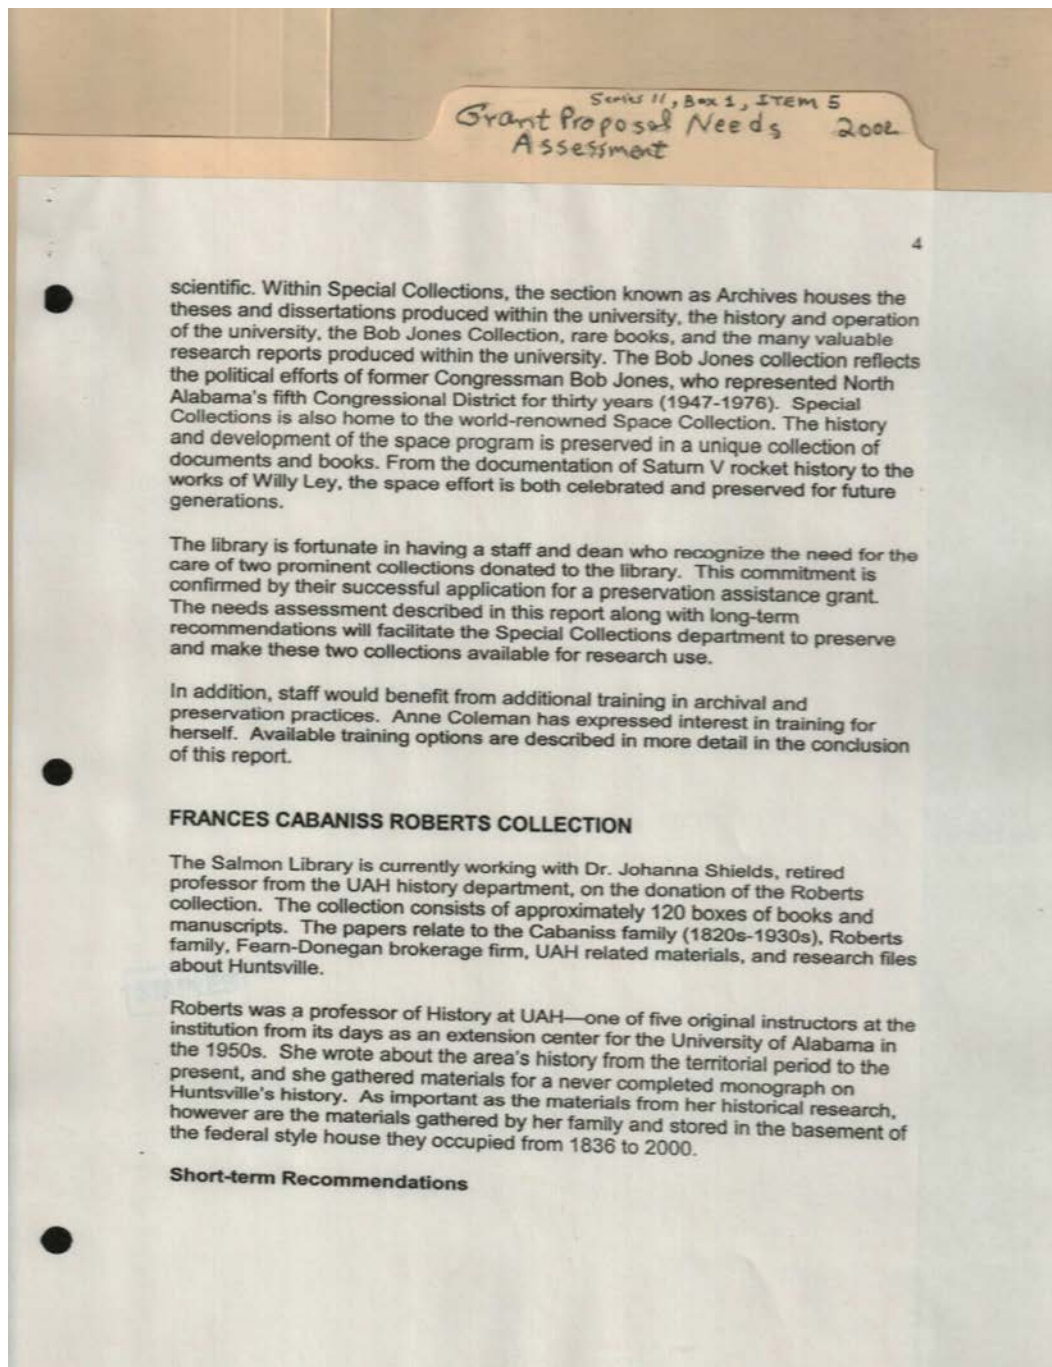 Series II, Box 1, ITEM 5
Grant Proposal Needs 2002
Assessment
4
scientific. Within Special Collections, the section known as Archives houses the
theses and dissertations produced within the university, the history and operation
of the university, the Bob Jones Collection, rare books, and the many valuable
research reports produced within the university. The Bob Jones collection reflects
the political efforts of former Congressman Bob Jones, who represented North
Alabama's fifth Congressional District for thirty years (1947-1976). Special
Collections is also home to the world-renowned Space Collection. The history
and development of the space program is preserved in a unique collection of
documents and books. From the documentation of Saturn V rocket history to the
works of Willy Ley, the space effort is both celebrated and preserved for future
generations.
The library is fortunate in having a staff and dean who recognize the need for the
care of two prominent collections donated to the library. This commitment is
confirmed by their successful application for a preservation assistance grant.
The needs assessment described in this report along with long-term
recommendations will facilitate the Special Collections department to preserve
and make these two collections available for research use.
In addition, staff would benefit from additional training in archival and
preservation practices. Anne Coleman has expressed interest in training for
herself. Available training options are described in more detail in the conclusion
of this report.
FRANCES CABANISS ROBERTS COLLECTION
The Salmon Library is currently working with Dr. Johanna Shields, retired
professor from the UAH history department, on the donation of the Roberts
collection. The collection consists of approximately 120 boxes of books and
manuscripts. The papers relate to the Cabaniss family (1820s-1930s), Roberts
family, Fearn-Donegan brokerage firm, UAH related materials, and research files
about Huntsville.
Roberts was a professor of History at UAH—one of five original instructors at the
institution from its days as an extension center for the University of Alabama in
the 1950s. She wrote about the area's history from the territorial period to the
present, and she gathered materials for a never completed monograph on
Huntsville's history. As important as the materials from her historical research,
however are the materials gathered by her family and stored in the basement of
the federal style house they occupied from 1836 to 2000.
Short-term Recommendations